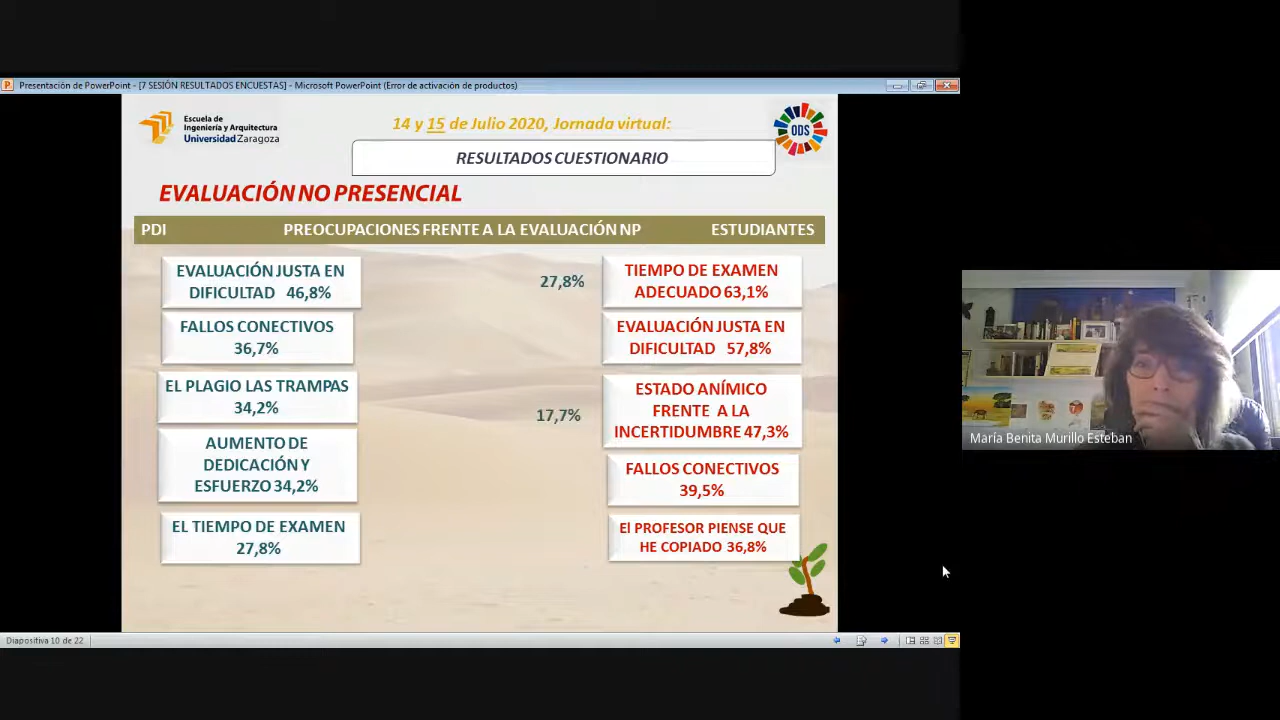 Presentación de PowerPoint - [7 SESIÓN RESULTADOS ENCUESTAS] - Microsoft PowerPoint (Error de activación de productos)
Escuela de
Ingeniería y Arquitectura
Universidad Zaragoza
14 y 15 de Julio 2020, Jornada virtual:
ODS
RESULTADOS CUESTIONARIO
EVALUACIÓN NO PRESENCIAL
PDI PREOCUPACIONES FRENTE A LA EVALUACIÓN NP ESTUDIANTES
EVALUACIÓN JUSTA EN
DIFICULTAD 46,8%
FALLOS CONECTIVOS
36,7%
EL PLAGIO LAS TRAMPAS
34,2%
AUMENTO DE
DEDICACIÓN Y
ESFUERZO 34,2%
EL TIEMPO DE EXAMEN
27,8%
27,8%
17,7%
TIEMPO DE EXAMEN
ADECUADO 63,1%
EVALUACIÓN JUSTA EN
DIFICULTAD 57,8%
ESTADO ANÍMICO
FRENTE A LA
INCERTIDUMBRE 47,3%
FALLOS CONECTIVOS
39,5%
El PROFESOR PIENSE QUE
HE COPIADO 36,8%
María Benita Murillo Esteban
Diapositiva 10 de 22